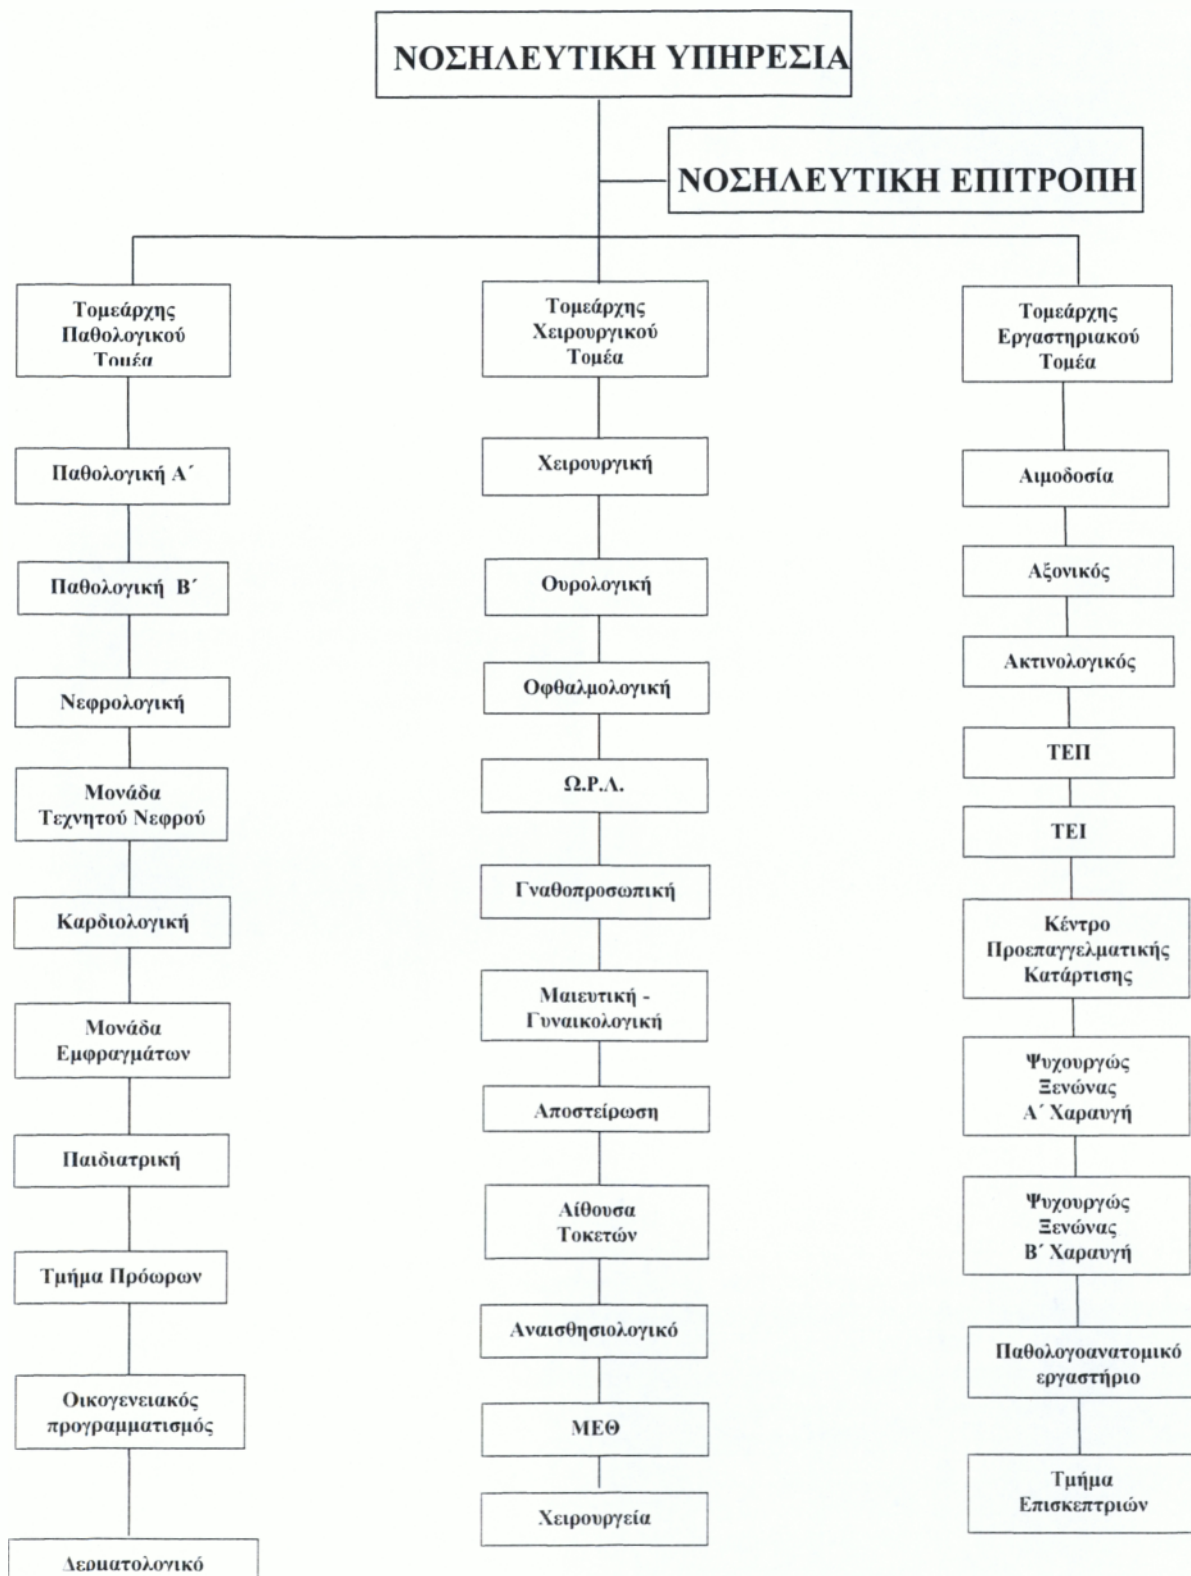 ΝΟΣΗΛΕΥΤΙΚΗ ΥΠΗΡΕΣΙΑ
ΝΟΣΗΛΕΥΤΙΚΗ ΕΠΙΤΡΟΠΗ
Τομεάρχης
Παθολογικού
Τομέα
Παθολογική Α΄
Παθολογική Β΄
Νεφρολογική
Μονάδα
Τεχνητού Νεφρού
Καρδιολογική
Μονάδα
Εμφραγμάτων
Παιδιατρική
Τμήμα Πρόωρων
Οικογενειακός
προγραμματισμός
Δερματολογικό
Τομεάρχης
Χειρουργικού
Τομέα
Χειρουργική
Ουρολογική
Οφθαλμολογική
Ω.Ρ.Λ.
Γναθοπροσωπική
Μαιευτική -
Γυναικολογική
Αποστείρωση
Αίθουσα
Τοκετών
Αναισθησιολογικό
ΜΕΘ
Χειρουργεία
Τομεάρχης
Εργαστηριακού
Τομέα
Αιμοδοσία
Αξονικός
Ακτινολογικός
ΤΕΠ
ΤΕΙ
Κέντρο
Προεπαγγελματικής
Κατάρτισης
Ψυχουργώς
Ξενώνας
Α΄ Χαραυγή
Ψυχουργώς
Ξενώνας
Β΄ Χαραυγή
Παθολογοανατομικό
εργαστήριο
Τμήμα
Επισκεπτριών